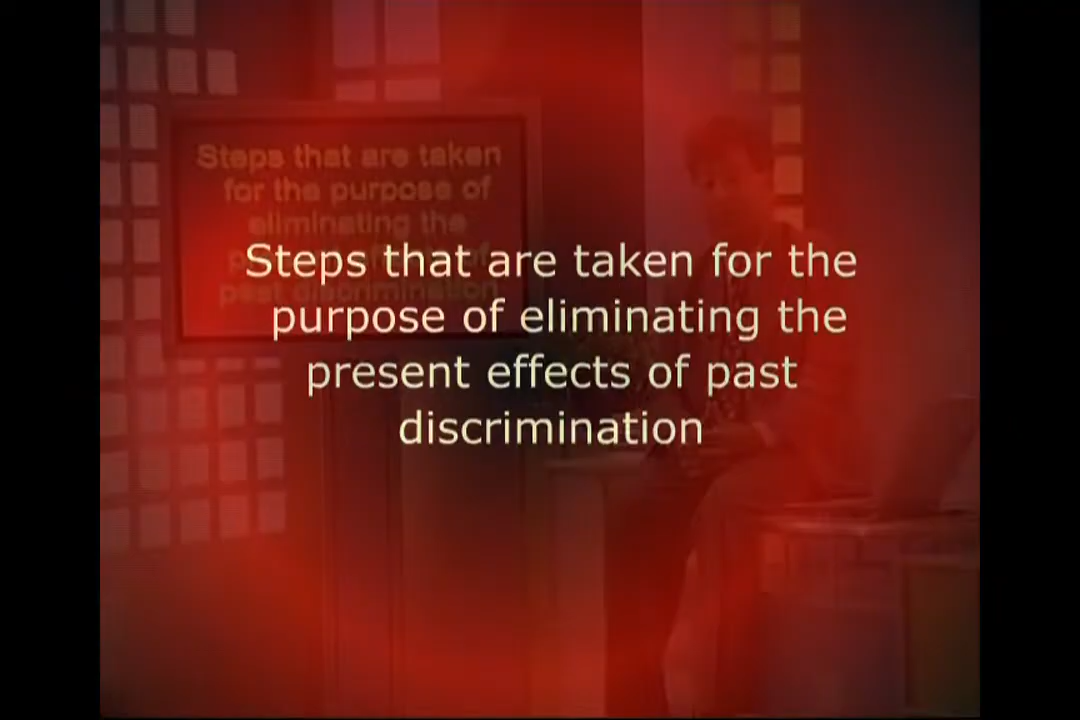 Steps that are taken
for the purpose of
eliminating the
past discrimination
Steps that are taken for the
purpose of eliminating the
present effects of past
discrimination